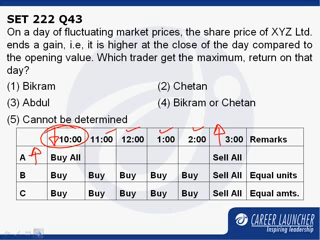 SET 222 Q43
On a day of fluctuating market prices, the share price of XYZ Ltd.
ends a gain, i.e, it is higher at the close of the day compared to
the opening value. Which trader get the maximum, return on that
day?
(1) Bikram (2) Chetan
(3) Abdul (4) Bikram or Chetan
(5) Cannot be determined
10:00 11:00 12:00 1:00 2:00 3:00 Remarks
A Buy All Sell All
B Buy Buy Buy Buy Buy Sell All Equal units
C Buy Buy Buy Buy Buy Sell All Equal amts.
CAREER LAUNCHER
Inspiring leadership